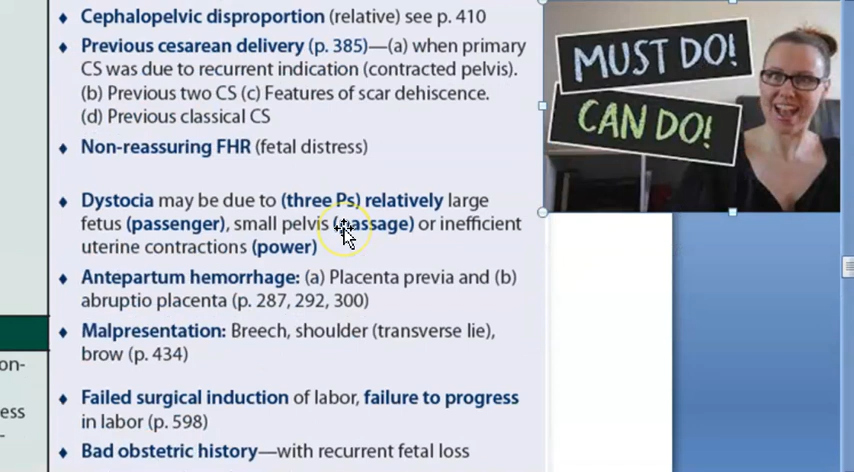 Cephalopelvic disproportion (relative) see p. 410
Previous cesarean delivery (p. 385)—(a) when primary
CS was due to recurrent indication (contracted pelvis).
(b) Previous two CS (c) Features of scar dehiscence.
(d) Previous classical CS
Non-reassuring FHR (fetal distress)
Dystocia may be due to (three Ps) relatively large
fetus (passenger), small pelvis (passage) or inefficient
uterine contractions (power)
Antepartum hemorrhage: (a) Placenta previa and (b)
abruptio placenta (p. 287, 292, 300)
Malpresentation: Breech, shoulder (transverse lie),
brow (p. 434)
Failed surgical induction of labor, failure to progress
in labor (p. 598)
Bad obstetric history—with recurrent fetal loss
on-
ess
MUST DO!
CAN DO!